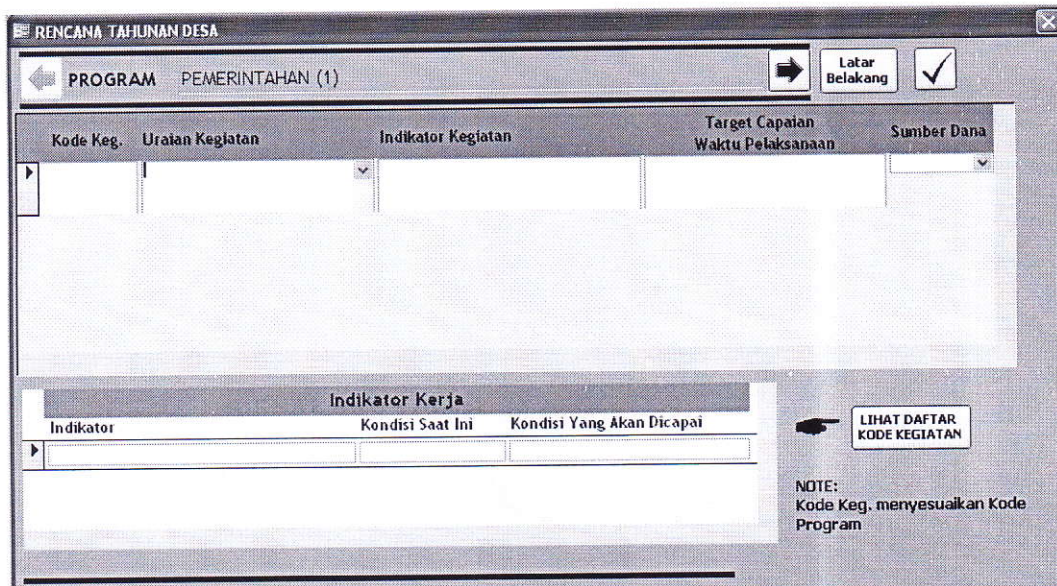 RENCANA TAHUNAN DESA
PROGRAM PEMERINTAHAN (1)
Latar
Belakang
Kode Keg. Uraian Kegiatan Indikator Kegiatan Target Capaian
Waktu Pelaksanaan Sumber Dana
Indikator Kerja
Indikator Kondisi Saat Ini Kondisi Yang Akan Dicapai
LIHAT DAFTAR
KODE KEGIATAN
NOTE:
Kode Keg. menyesuaikan Kode
Program